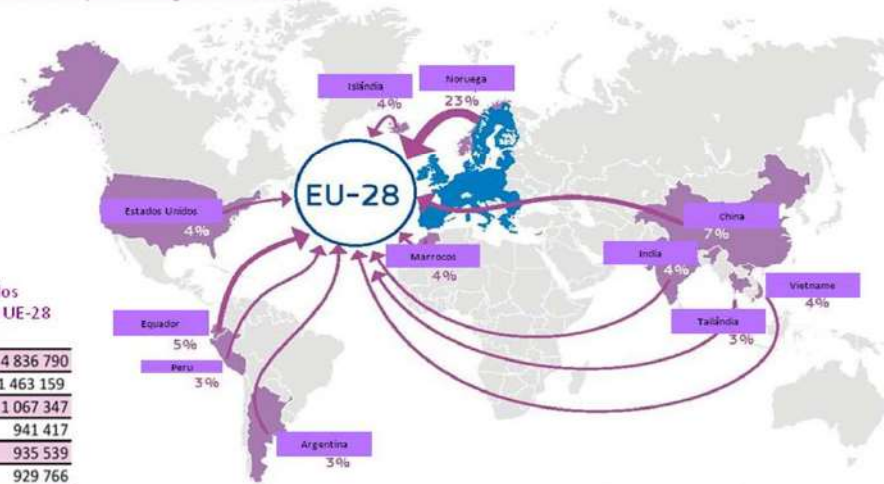 Islândia
4%
Noruega
23%
EU-28
Estados Unidos
4%
China
7%
Marrocos
4%
India
4%
Vietname
4%
Tailândia
3%
Equador
5%
Peru
3%
Argentina
3%
UE-28
4 836 790
1 463 159
1 067 347
941 417
935 539
929 766